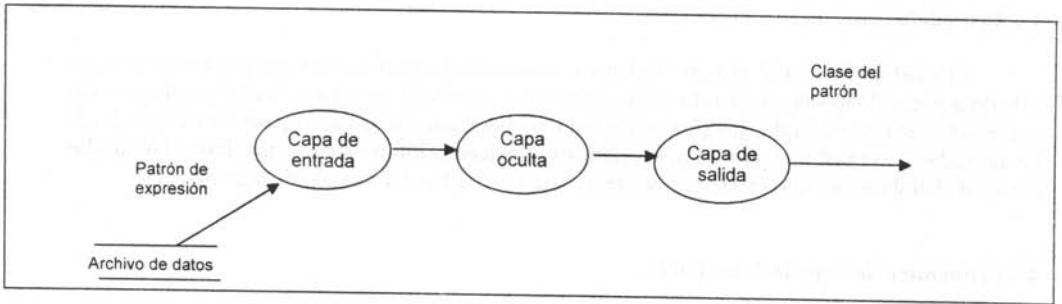 Clase del
patrón
Capa de
entrada
Capa
oculta
Capa de
salida
Patrón de
expresión
Archivo de datos